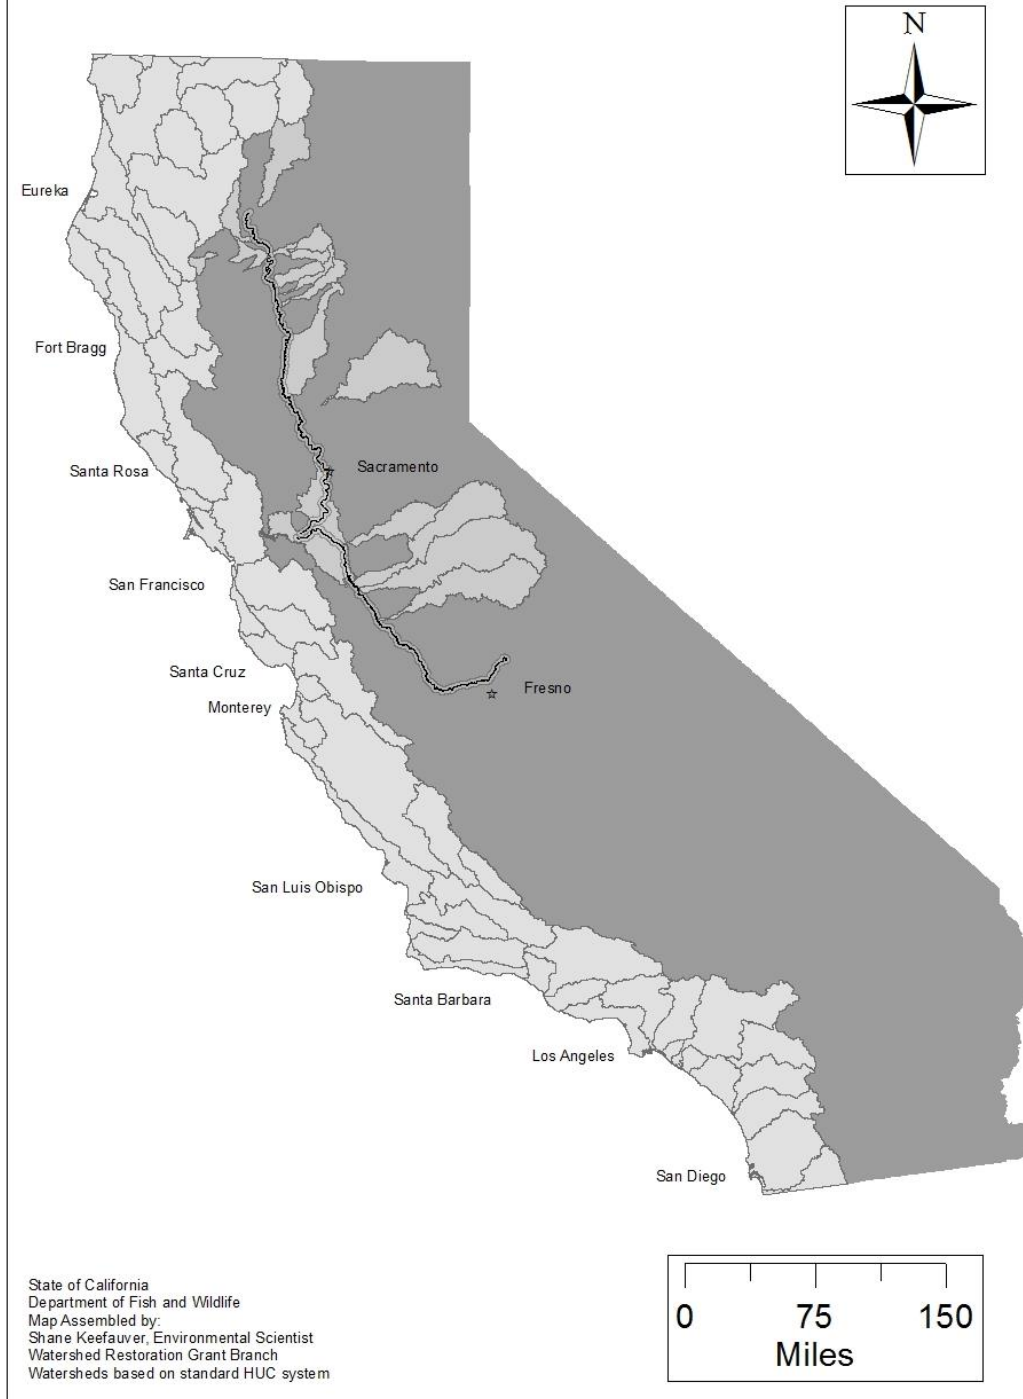 N
Eureka
Fort Bragg
Santa Rosa
Sacramento
San Francisco
Santa Cruz
Fresno
Monterey
San Luis Obispo
Santa Barbara
Los Angeles
San Diego
State of California
Department of Fish and Wildlife
Map Assembled by:
Shane Keefauver, Environmental Scientist
Watershed Restoration Grant Branch
Watersheds based on standard HUC system
0 75 150
Miles